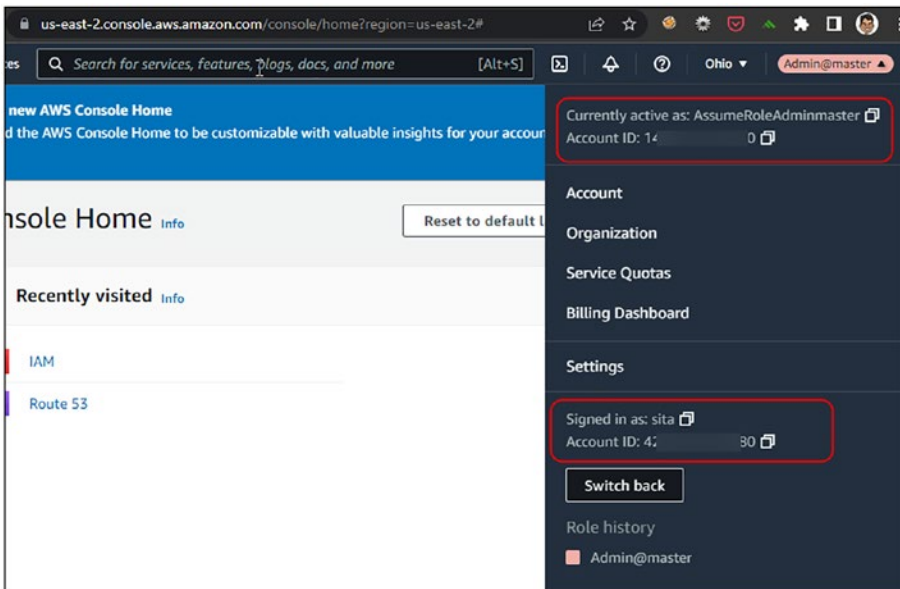 us-east-2.console.aws.amazon.com/console/home?region=us-east-2#
es Search for services, features, blogs, docs, and more [Alt+S] Ohio Admin@master
new AWS Console Home
d the AWS Console Home to be customizable with valuable insights for your accoun
nsole Home Info
Reset to default l
Recently visited Info
IAM
Route 53
Currently active as: AssumeRoleAdminmaster
Account ID: 14 0
Account
Organization
Service Quotas
Billing Dashboard
Settings
Signed in as: sita
Account ID: 42 80
Switch back
Role history
Admin@master